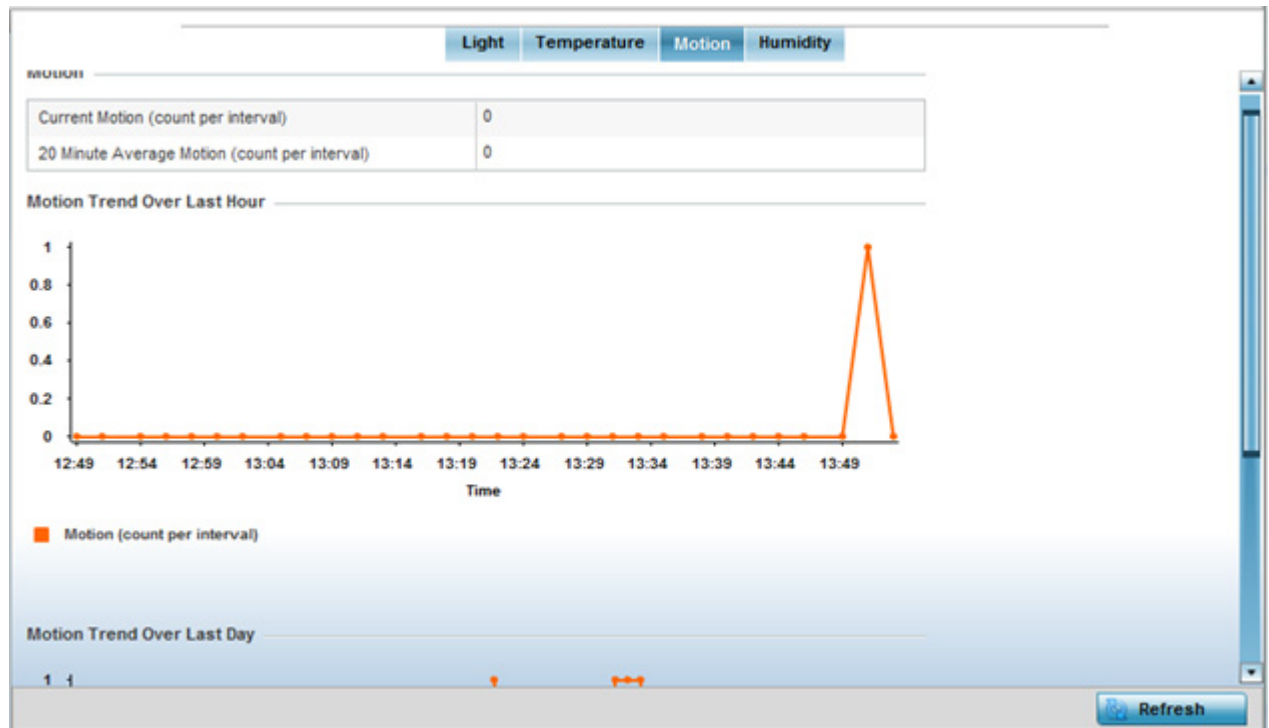 Light Temperature Motion Humidity
Motion
Current Motion (count per interval) 0
20 Minute Average Motion (count per interval) 0
Motion Trend Over Last Hour
1
0.8
0.6
0.4
0.2
0
12:49 12:54 12:59 13:04 13:09 13:14 13:19 13:24 13:29 13:34 13:39 13:44 13:49
Time
Motion (count per interval)
Motion Trend Over Last Day
1
Refresh